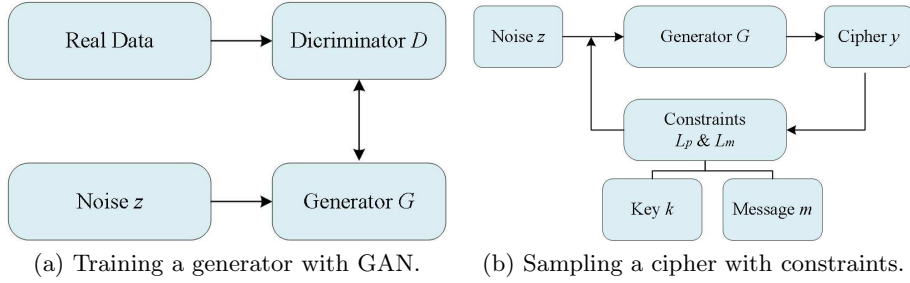 Real Data
Dicriminator D
Noise z
Generator G
(a) Training a generator with GAN.
Noise z
Generator G
Cipher y
Constraints
Lp & Lm
Key k
Message m
(b) Sampling a cipher with constraints.